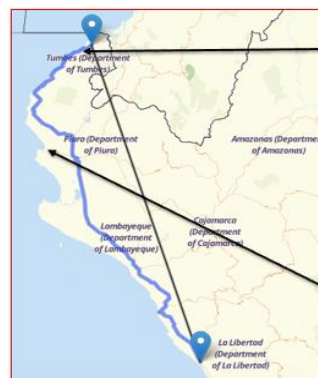 Tumbes (Department
of Tumbes)
Piura (Department
of Piura)
Amazonas (Departme
of Amazonas)
Cajamarca
(Department
of Cajamarca)
Lambayeque
(Department
of Lambayeque)
La Libertad
(Department
of La Libertad)